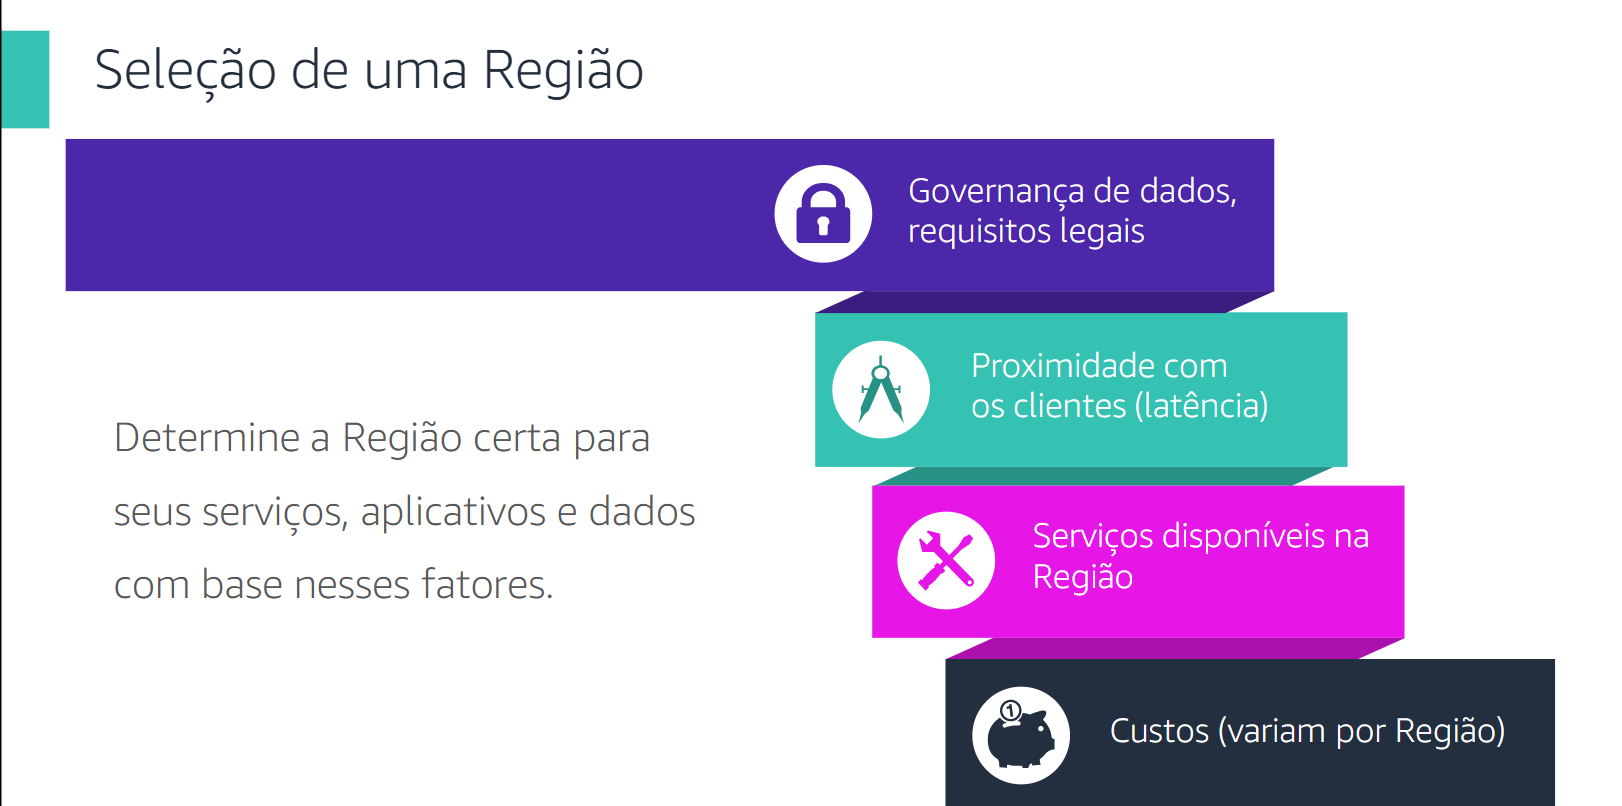 Seleção de uma Região
Governança de dados,
requisitos legais
Proximidade com
os clientes (latência)
Determine a Região certa para
seus serviços, aplicativos e dados
com base nesses fatores.
Serviços disponíveis na
Região
1
Custos (variam por Região)